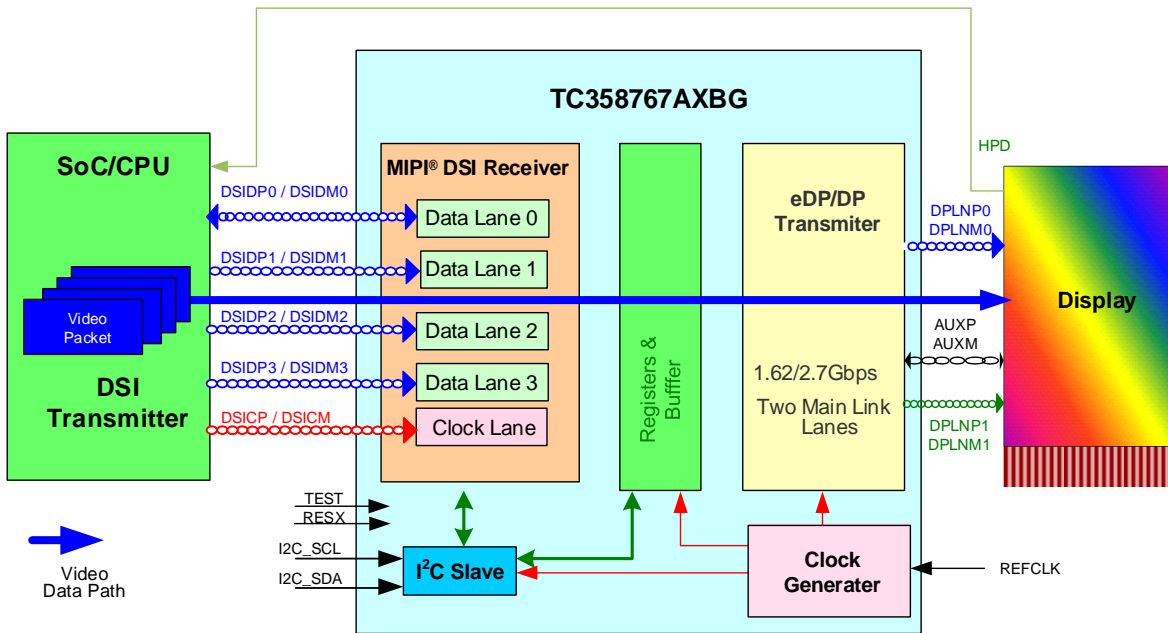 TC358767AXBG
SoC/CPU
DSI
Transmitter
Video
Packet
DSIDP0 / DSIDM0
DSIDP1 / DSIDM1
DSIDP2 / DSIDM2
DSIDP3 / DSIDM3
DSICP / DSICM
MIPI® DSI Receiver
Data Lane 0
Data Lane 1
Data Lane 2
Data Lane 3
Clock Lane
Registers &
Bufffer
eDP/DP
Transmiter
1.62/2.7Gbps
Two Main Link
Lanes
HPD
DPLNP0
DPLNM0
AUXP
AUXM
DPLNP1
DPLNM1
Display
TEST
RESX
I2C_SCL
I2C_SDA
I²C Slave
Clock
Generater
REFCLK
Video
Data Path